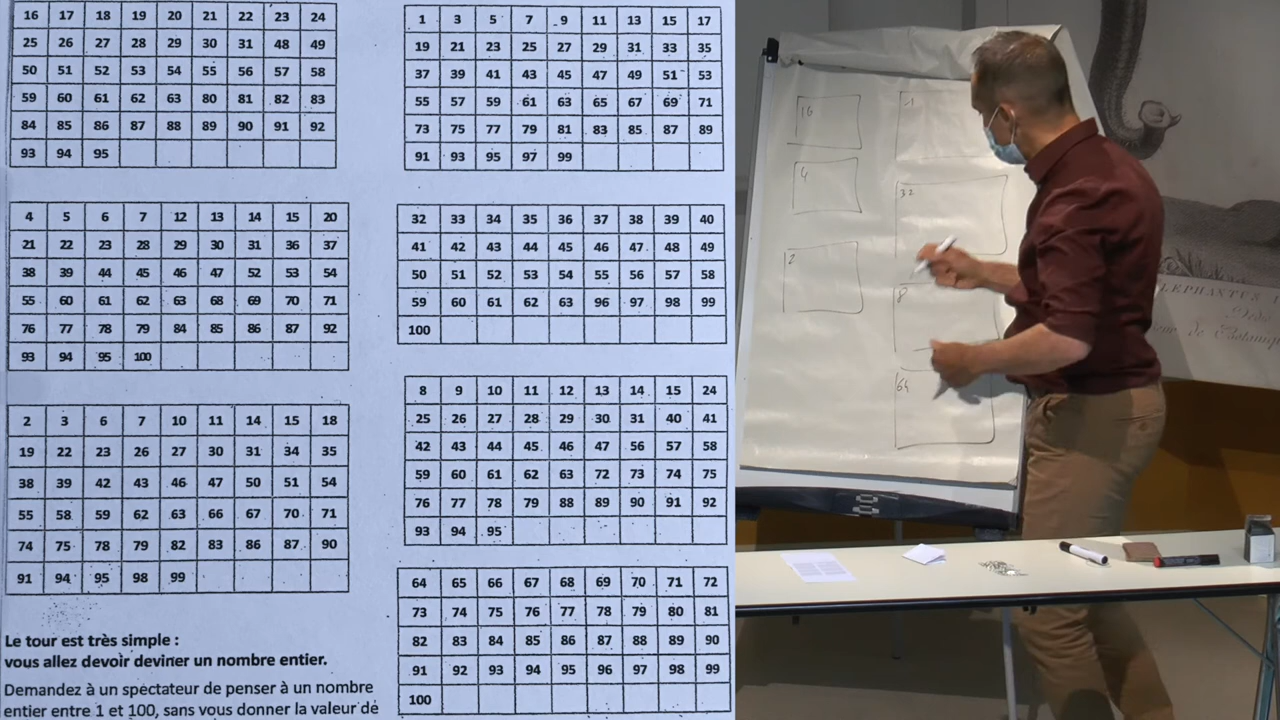 16 17 18 19 20 21 22 23 24
25 26 27 28 29 30 31 48 49
50 51 52 53 54 55 56 57 58
59 60 61 62 63 80 81 82 83
84 85 86 87 88 89 90 91 92
93 94 95
4 5 6 7 12 13 14 15 20
21 22 23 28 29 30 31 36 37
38 39 44 45 46 47 52 53 54
55 60 61 62 63 68 69 70 71
76 77 78 79 84 85 86 87 92
93 94 95 100
2 3 6 7 10 11 14 15 18
19 22 23 26 27 30 31 34 35
38 39 42 43 46 47 50 51 54
55 58 59 62 63 66 67 70 71
74 75 78 79 82 83 86 87 90
91 94 95 98 99
Le tour est très simple :
vous allez devoir deviner un nombre entier.
Demandez à un spectateur de penser à un nombre
entier entre 1 et 100, sans vous donner la valeur de
1 3 5 7 9 11 13 15 17
19 21 23 25 27 29 31 33 35
37 39 41 43 45 47 49 51 53
55 57 59 61 63 65 67 69 71
73 75 77 79 81 83 85 87 89
91 93 95 97 99
32 33 34 35 36 37 38 39 40
41 42 43 44 45 46 47 48 49
50 51 52 53 54 55 56 57 58
59 60 61 62 63 96 97 98 99
100
8 9 10 11 12 13 14 15 24
25 26 27 28 29 30 31 40 41
42 43 44 45 46 47 56 57 58
59 60 61 62 63 72 73 74 75
76 77 78 79 88 89 90 91 92
93 94 95
64 65 66 67 68 69 70 71 72
73 74 75 76 77 78 79 80 81
82 83 84 85 86 87 88 89 90
91 92 93 94 95 96 97 98 99
100
16
4
2
1
32
8
64